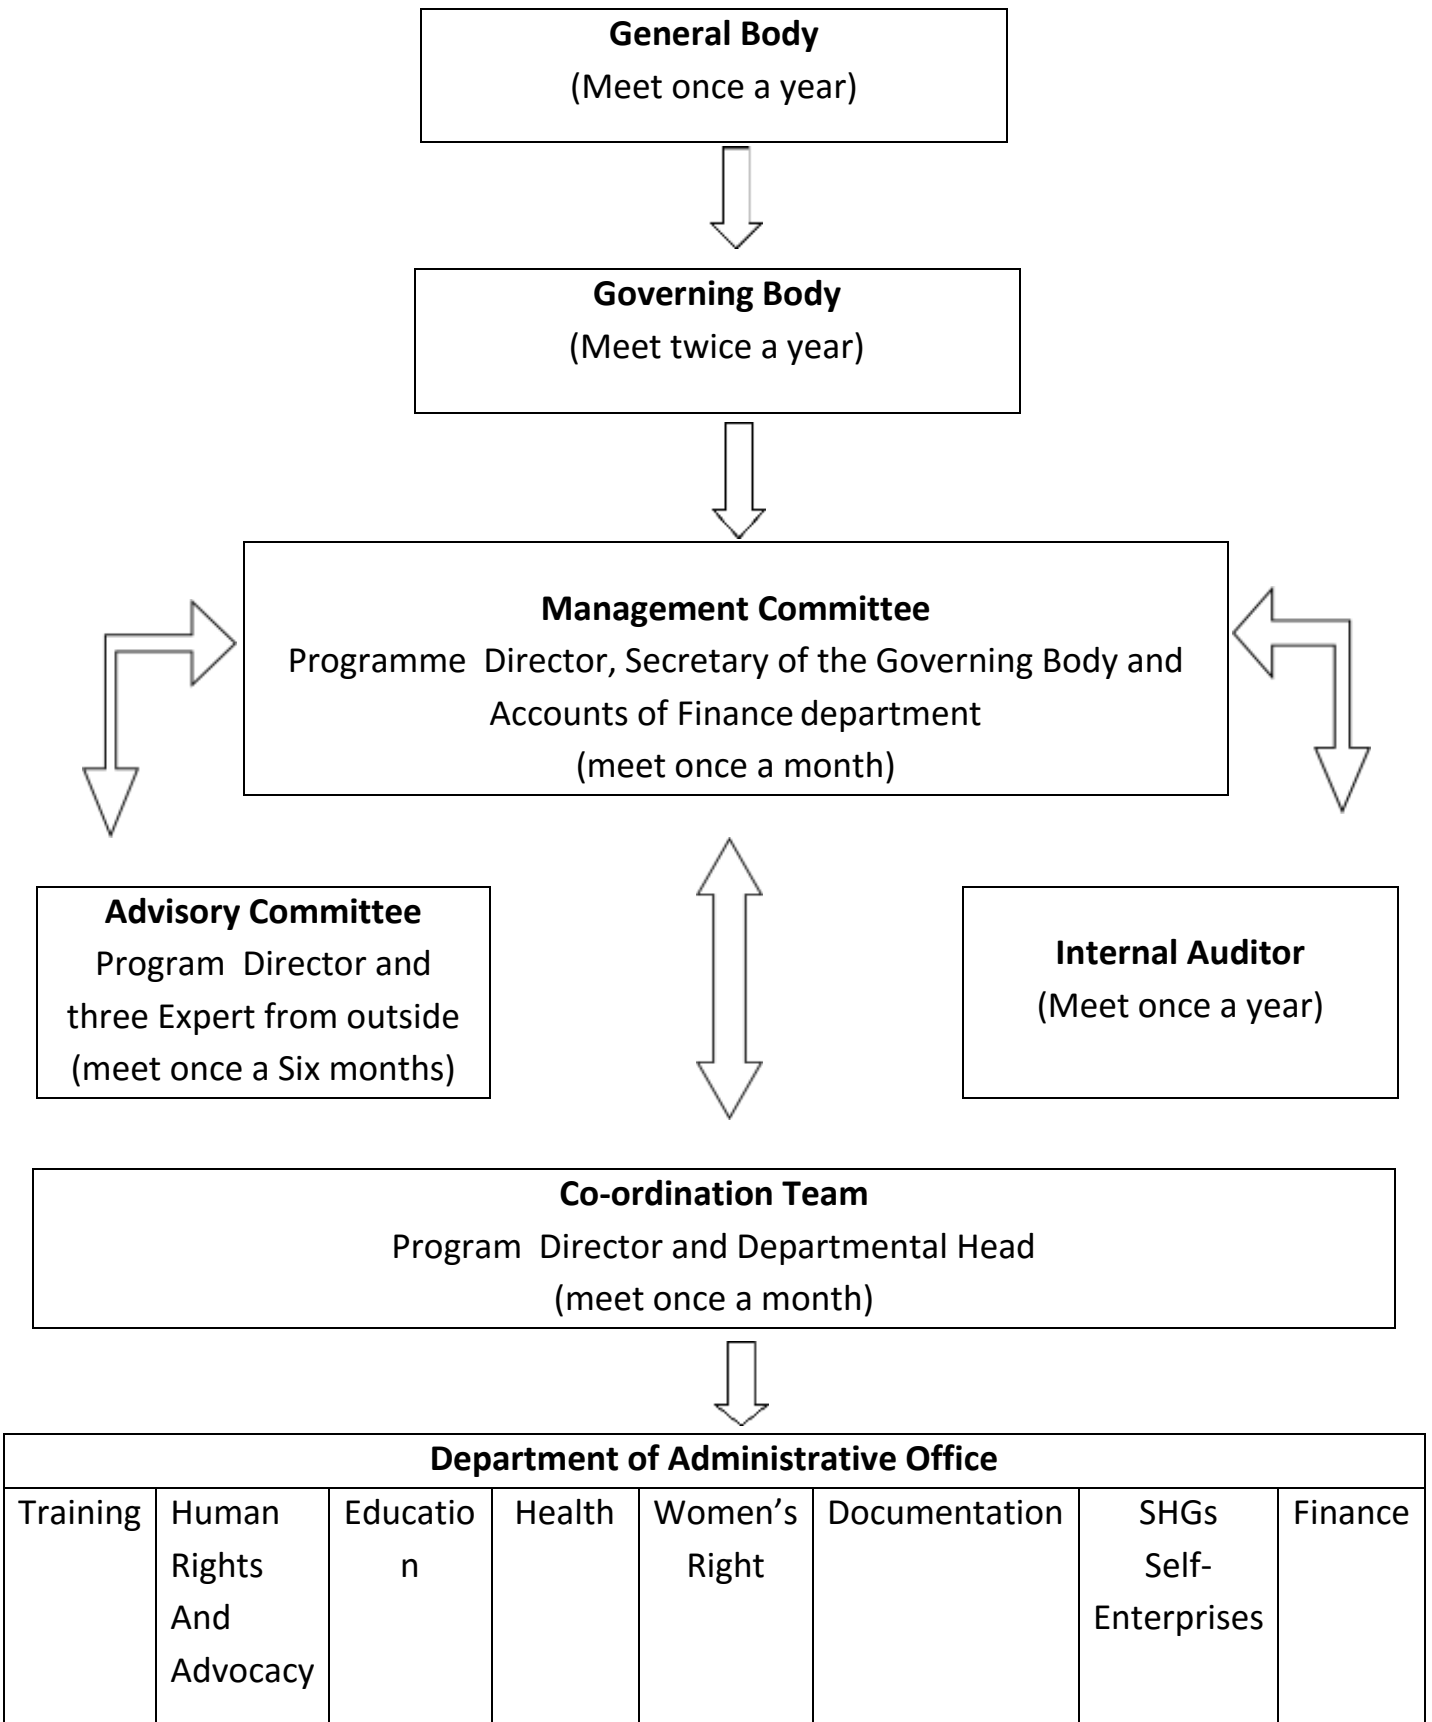 General Body
(Meet once a year)
Governing Body
(Meet twice a year)
Management Committee
Programme  Director, Secretary of the Governing Body and
Accounts of Finance department
(meet once a month)
Advisory Committee
Program  Director and
three Expert from outside
(meet once a Six months)
Internal Auditor
(Meet once a year)
Co-ordination Team
Program  Director and Departmental Head
(meet once a month)
Department of Administrative Office
Training
Human
Rights
And
Advocacy
Educatio
n
Health
Women’s
Right
Documentation
SHGs
Self-
Enterprises
Finance